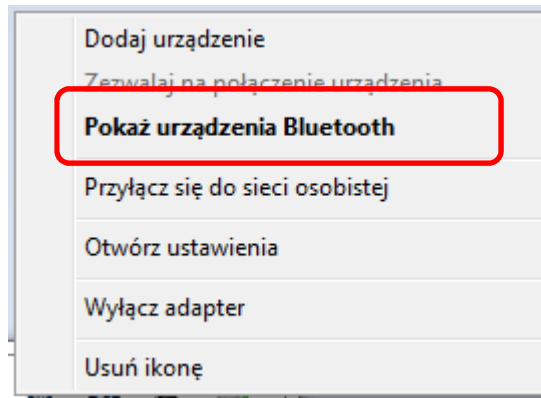 Dodaj urządzenie
Zezwalaj na połączenie urządzenia
Pokaż urządzenia Bluetooth
Przyłącz się do sieci osobistej
Otwórz ustawienia
Wyłącz adapter
Usuń ikonę